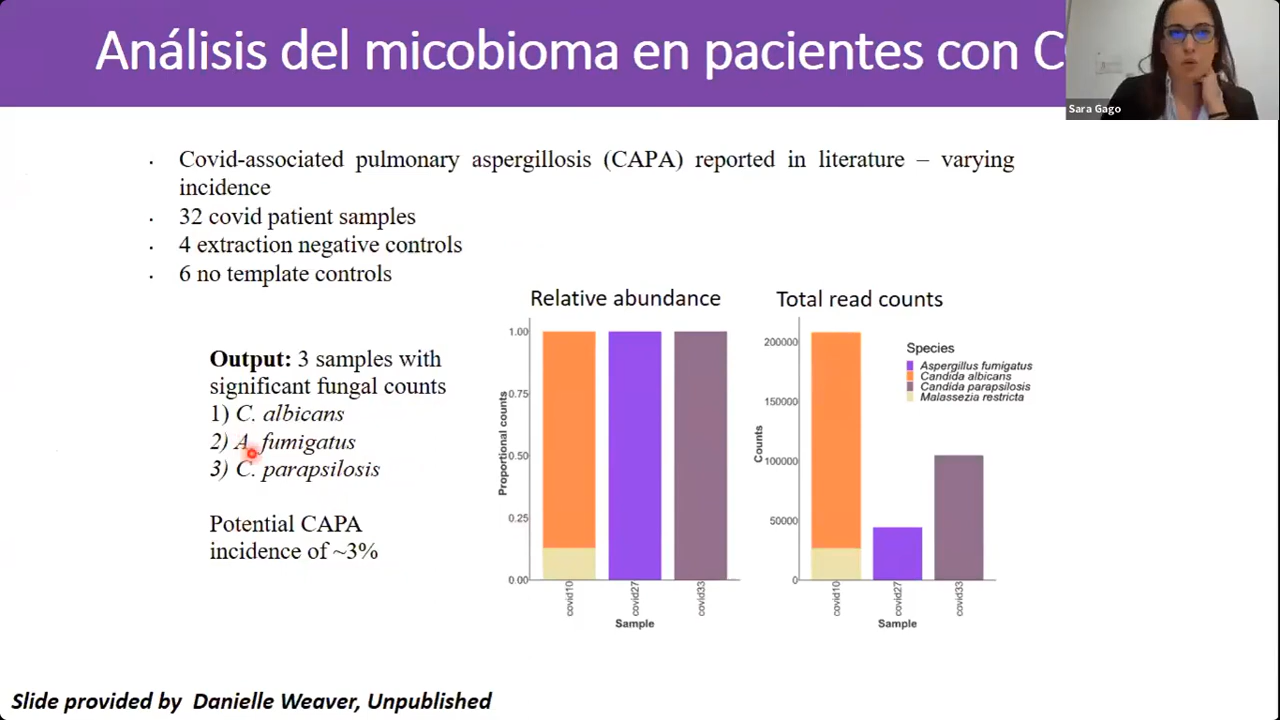 Análisis del micobioma en pacientes con C
Sara Gago
· Covid-associated pulmonary aspergillosis (CAPA) reported in literature – varying
incidence
· 32 covid patient samples
· 4 extraction negative controls
· 6 no template controls
Output: 3 samples with
significant fungal counts
1) C. albicans
2) A. fumigatus
3) C. parapsilosis
Potential CAPA
incidence of ~3%
Relative abundance
Proportional counts
1.00
0.75
0.50
0.25
0.00
covid10
covid27
covid33
Sample
Total read counts
Counts
200000
150000
100000
50000
0
covid10
covid27
covid33
Sample
Species
Aspergillus fumigatus
Candida albicans
Candida parapsilosis
Malassezia restricta
Slide provided by Danielle Weaver, Unpublished